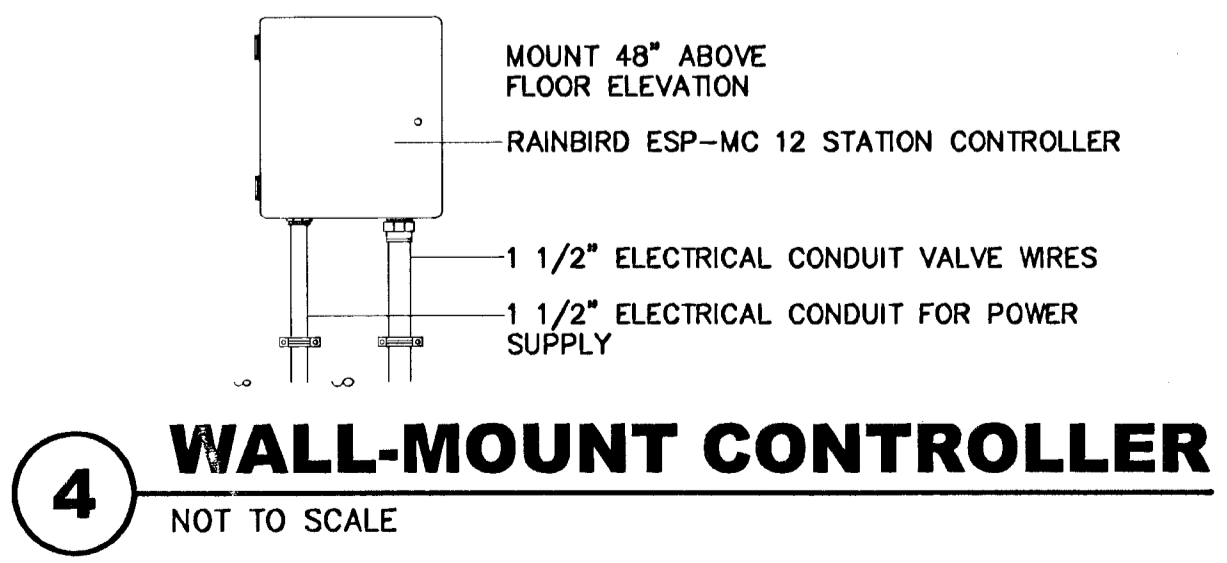 MOUNT 48" ABOVE
FLOOR ELEVATION
RAINBIRD ESP-MC 12 STATION CONTROLLER
1 1/2" ELECTRICAL CONDUIT VALVE WIRES
1 1/2" ELECTRICAL CONDUIT FOR POWER
SUPPLY
4
WALL-MOUNT CONTROLLER
NOT TO SCALE